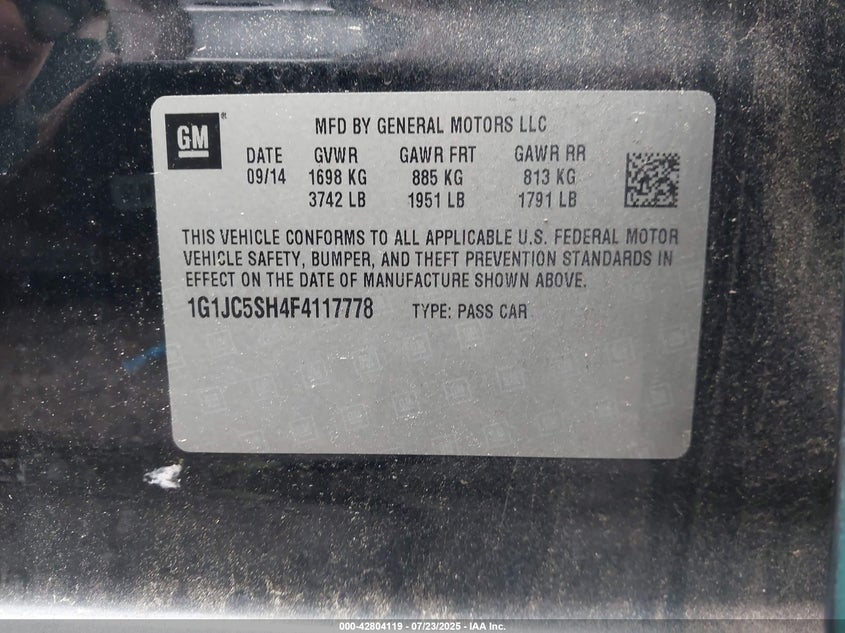 GM®
MFD BY GENERAL MOTORS LLC
DATE GVWR GAWR FRT GAWR RR
09/14 1698 KG 885 KG 813 KG
3742 LB 1951 LB 1791 LB
THIS VEHICLE CONFORMS TO ALL APPLICABLE U.S. FEDERAL MOTOR
VEHICLE SAFETY, BUMPER, AND THEFT PREVENTION STANDARDS IN
EFFECT ON THE DATE OF MANUFACTURE SHOWN ABOVE.
1G1JC5SH4F4117778 TYPE: PASS CAR
000-42804119 - 07/23/2025 - IAA Inc.